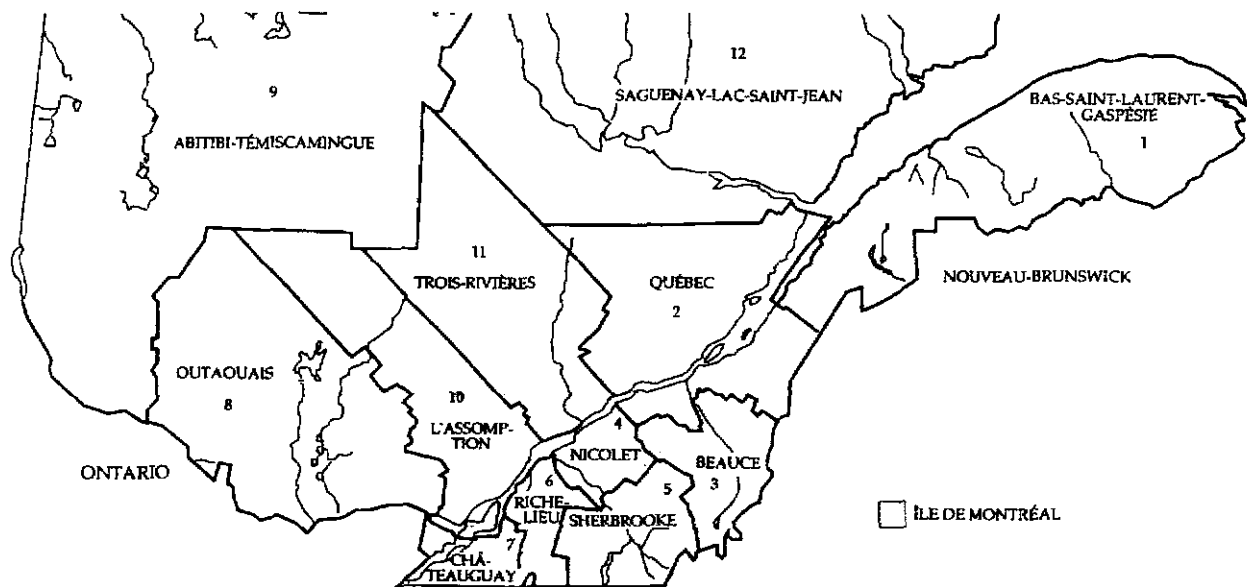 12
SAGUENAY-LAC-SAINT-JEAN
BAS-SAINT-LAURENT-
GASPÉSIE
1
9
ABITIBI-TÉMISCAMINGUE
11
TROIS-RIVIÈRES
QUÉBEC
2
NOUVEAU-BRUNSWICK
OUTAOUAIS
8
10
L'ASSOMP-
TION
4
NICOLET
BEAUCE
3
ONTARIO
6
RICHE-
LIEU
5
SHERBROOKE
7
CHÂ-
TEAUGUAY
ÎLE DE MONTRÉAL